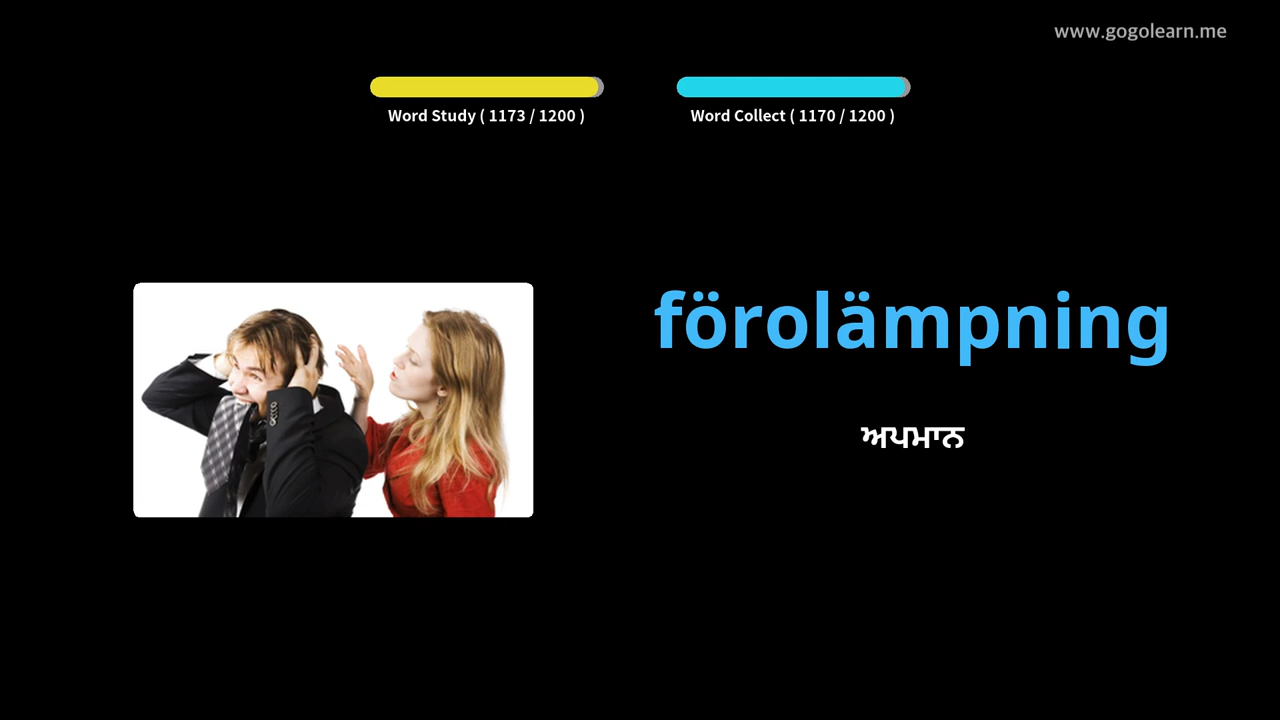 www.gogolearn.me
Word Study ( 1173 / 1200 )
Word Collect ( 1170 / 1200 )
förolämpning
ਅਪਮਾਨ